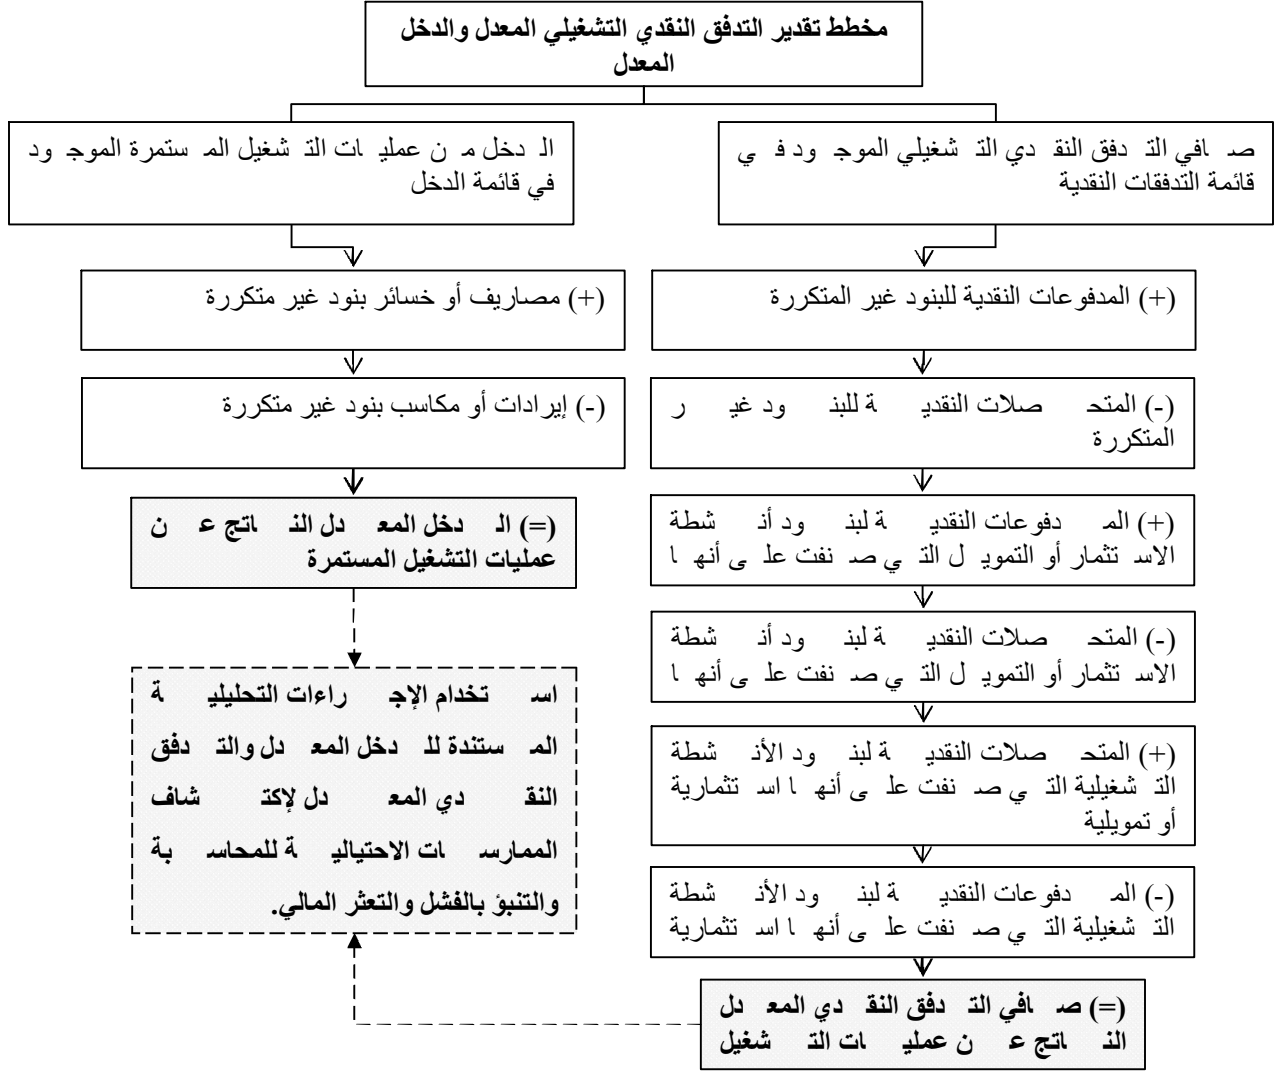 مخطط تقدير التدفق النقدي التشغيلي المعدل والدخل
المعدل
صافي التدفق النقدي التشغيلي الموجود في
قائمة التدفقات النقدية
(+) المدفوعات النقدية للبنود غير المتكررة
(-) المتحصلات النقدية للبنود غير
المتكررة
(+) المدفوعات النقدية لبنود أنشطة
الاستثمار أو التمويل التي صنفت على أنها
(-) المتحصلات النقدية لبنود أنشطة
الاستثمار أو التمويل التي صنفت على أنها
(+) المتحصلات النقدية لبنود الأنشطة
التشغيلية التي صنفت على أنها استثمارية
أو تمويلية
(-) المدفوعات النقدية لبنود الأنشطة
التشغيلية التي صنفت على أنها استثمارية
(=) صافي التدفق النقدي المعدل
الناتج عن عمليات التشغيل
الدخل من عمليات التشغيل المستمرة الموجود
في قائمة الدخل
(+) مصاريف أو خسائر بنود غير متكررة
(-) إيرادات أو مكاسب بنود غير متكررة
(=) الدخل المعدل الناتج عن
عمليات التشغيل المستمرة
استخدام الإجراءات التحليلية
المستندة للدخل المعدل والتدفق
النقدي المعدل لإكتشاف
الممارسات الاحتيالية للمحاسبة
والتنبؤ بالفشل والتعثر المالي.